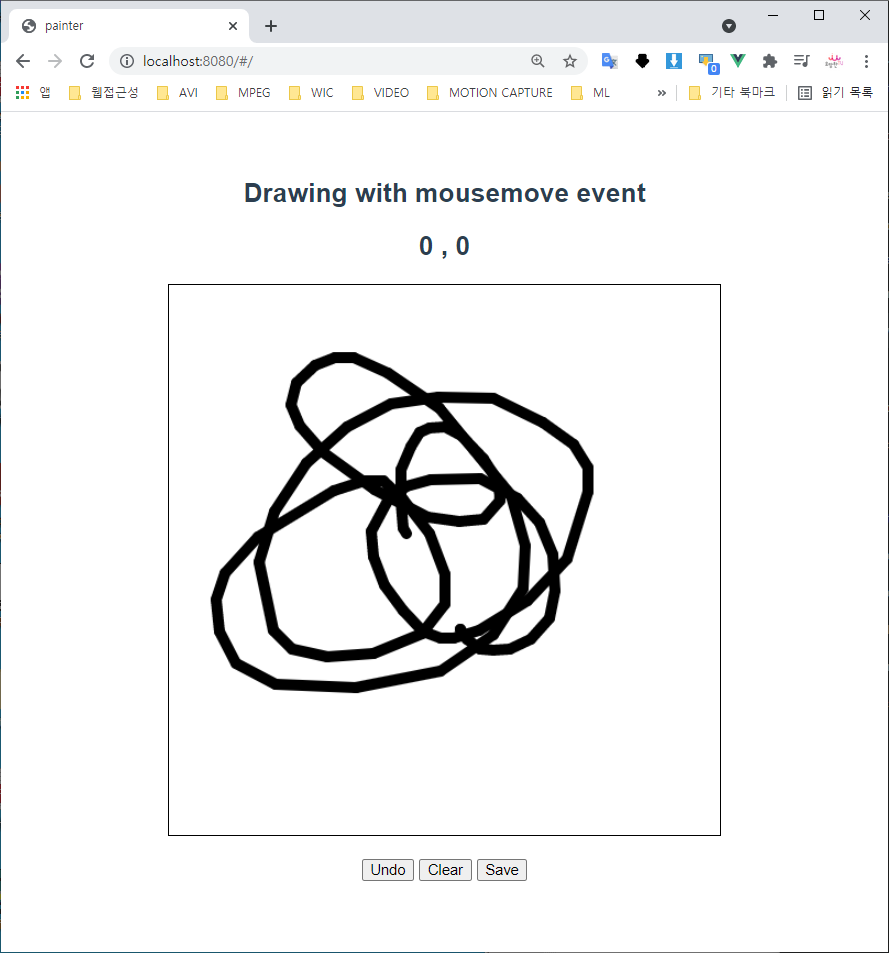 painter
localhost:8080/#/
0
앱 웹접근성 AVI MPEG WIC VIDEO MOTION CAPTURE ML » 기타 북마크 읽기 목록
Drawing with mousemove event
0 , 0
Undo Clear Save